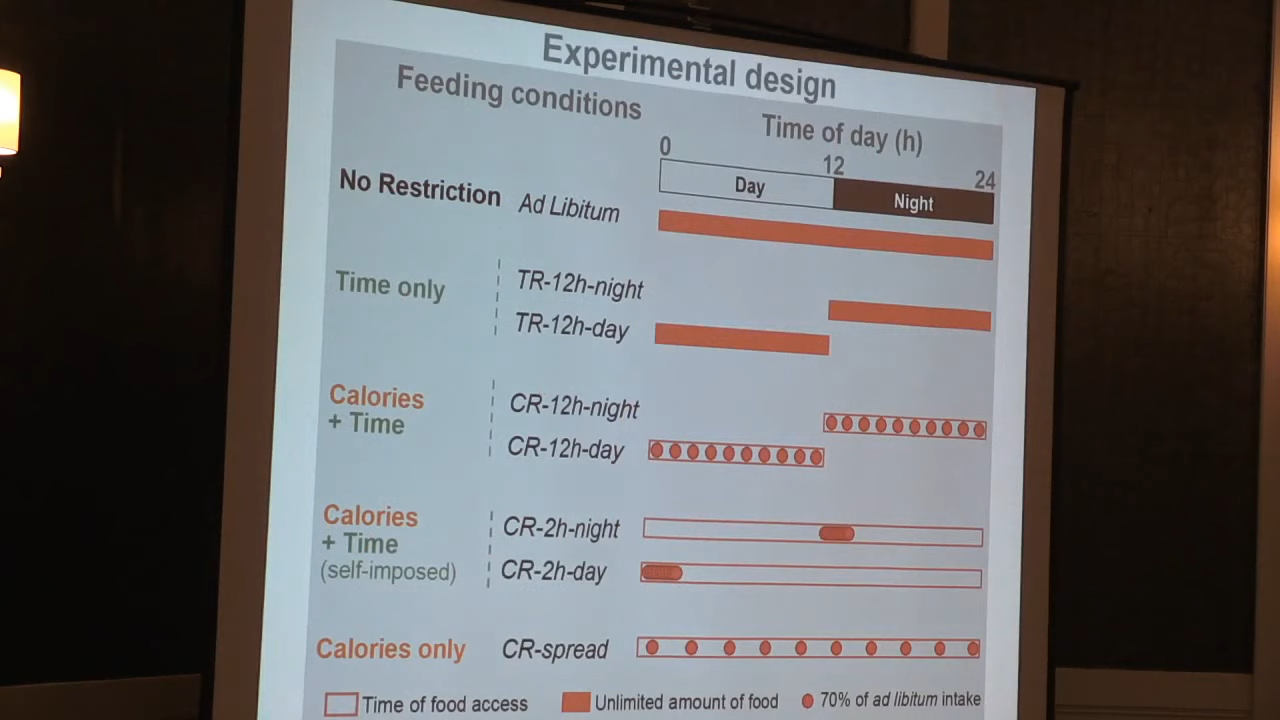 Experimental design
Feeding conditions
Time of day (h)
0 12 24
Day Night
No Restriction Ad Libitum
Time only
TR-12h-night
TR-12h-day
Calories
+ Time
CR-12h-night
CR-12h-day
Calories
+ Time
(self-imposed)
CR-2h-night
CR-2h-day
Calories only CR-spread
Time of food access Unlimited amount of food 70% of ad libitum intake